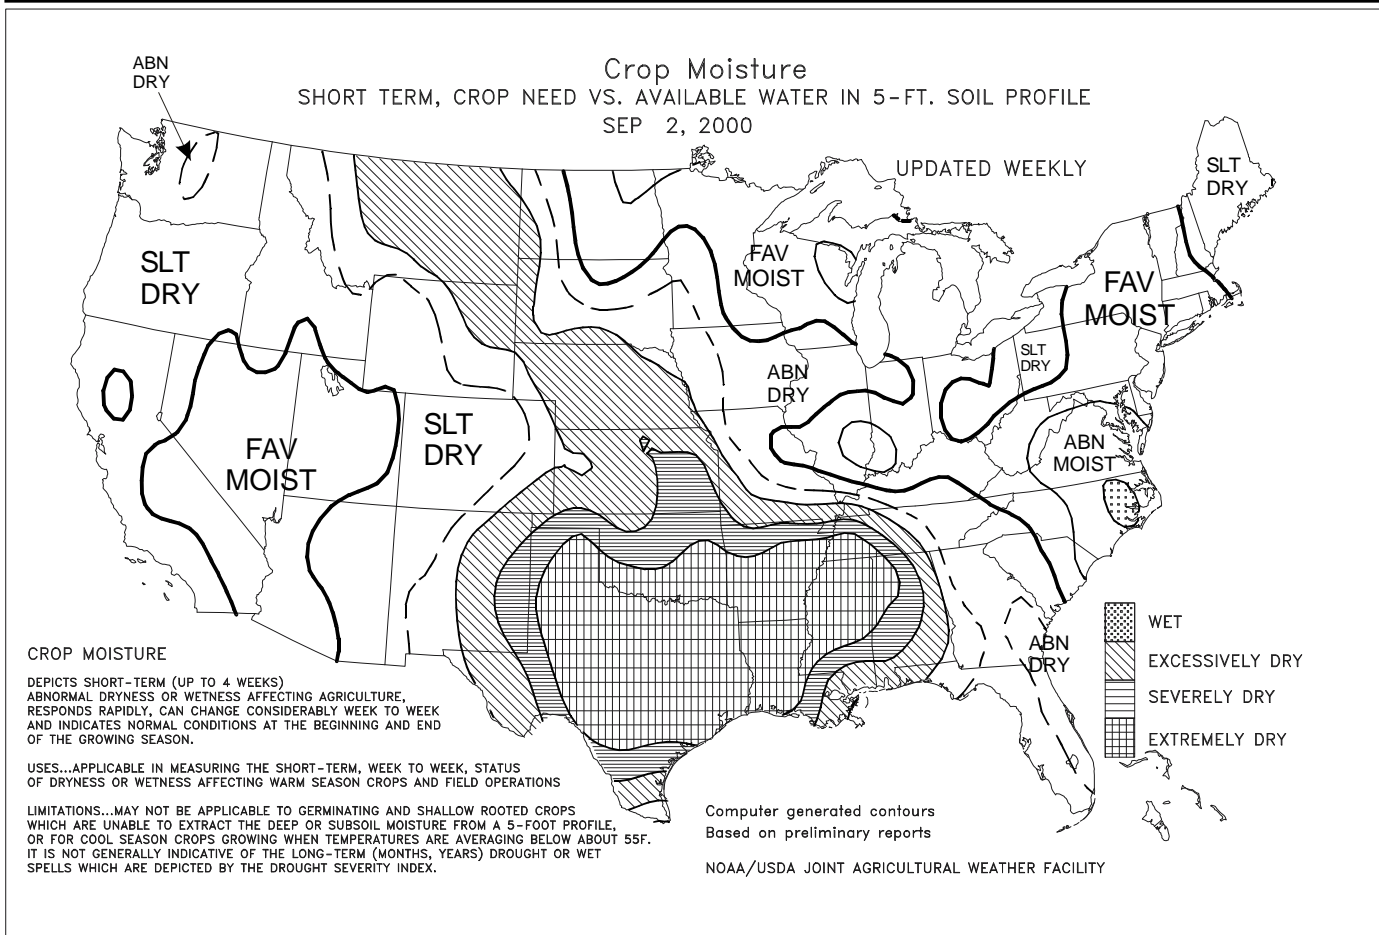 Crop Moisture
SHORT TERM, CROP NEED VS. AVAILABLE WATER IN 5-FT. SOIL PROFILE
SEP 2, 2000
UPDATED WEEKLY
ABN
DRY
SLT
DRY
FAV
MOIST
SLT
DRY
FAV
MOIST
ABN
DRY
SLT
DRY
FAV
MOIST
SLT
DRY
ABN
MOIST
ABN
DRY
WET
EXCESSIVELY DRY
SEVERELY DRY
EXTREMELY DRY
CROP MOISTURE
DEPICTS SHORT-TERM (UP TO 4 WEEKS)
ABNORMAL DRYNESS OR WETNESS AFFECTING AGRICULTURE,
RESPONDS RAPIDLY, CAN CHANGE CONSIDERABLY WEEK TO WEEK
AND INDICATES NORMAL CONDITIONS AT THE BEGINNING AND END
OF THE GROWING SEASON.
USES...APPLICABLE IN MEASURING THE SHORT-TERM, WEEK TO WEEK, STATUS
OF DRYNESS OR WETNESS AFFECTING WARM SEASON CROPS AND FIELD OPERATIONS
LIMITATIONS...MAY NOT BE APPLICABLE TO GERMINATING AND SHALLOW ROOTED CROPS
WHICH ARE UNABLE TO EXTRACT THE DEEP OR SUBSOIL MOISTURE FROM A 5-FOOT PROFILE,
OR FOR COOL SEASON CROPS GROWING WHEN TEMPERATURES ARE AVERAGING BELOW ABOUT 55F.
IT IS NOT GENERALLY INDICATIVE OF THE LONG-TERM (MONTHS, YEARS) DROUGHT OR WET
SPELLS WHICH ARE DEPICTED BY THE DROUGHT SEVERITY INDEX.
Computer generated contours
Based on preliminary reports
NOAA/USDA JOINT AGRICULTURAL WEATHER FACILITY